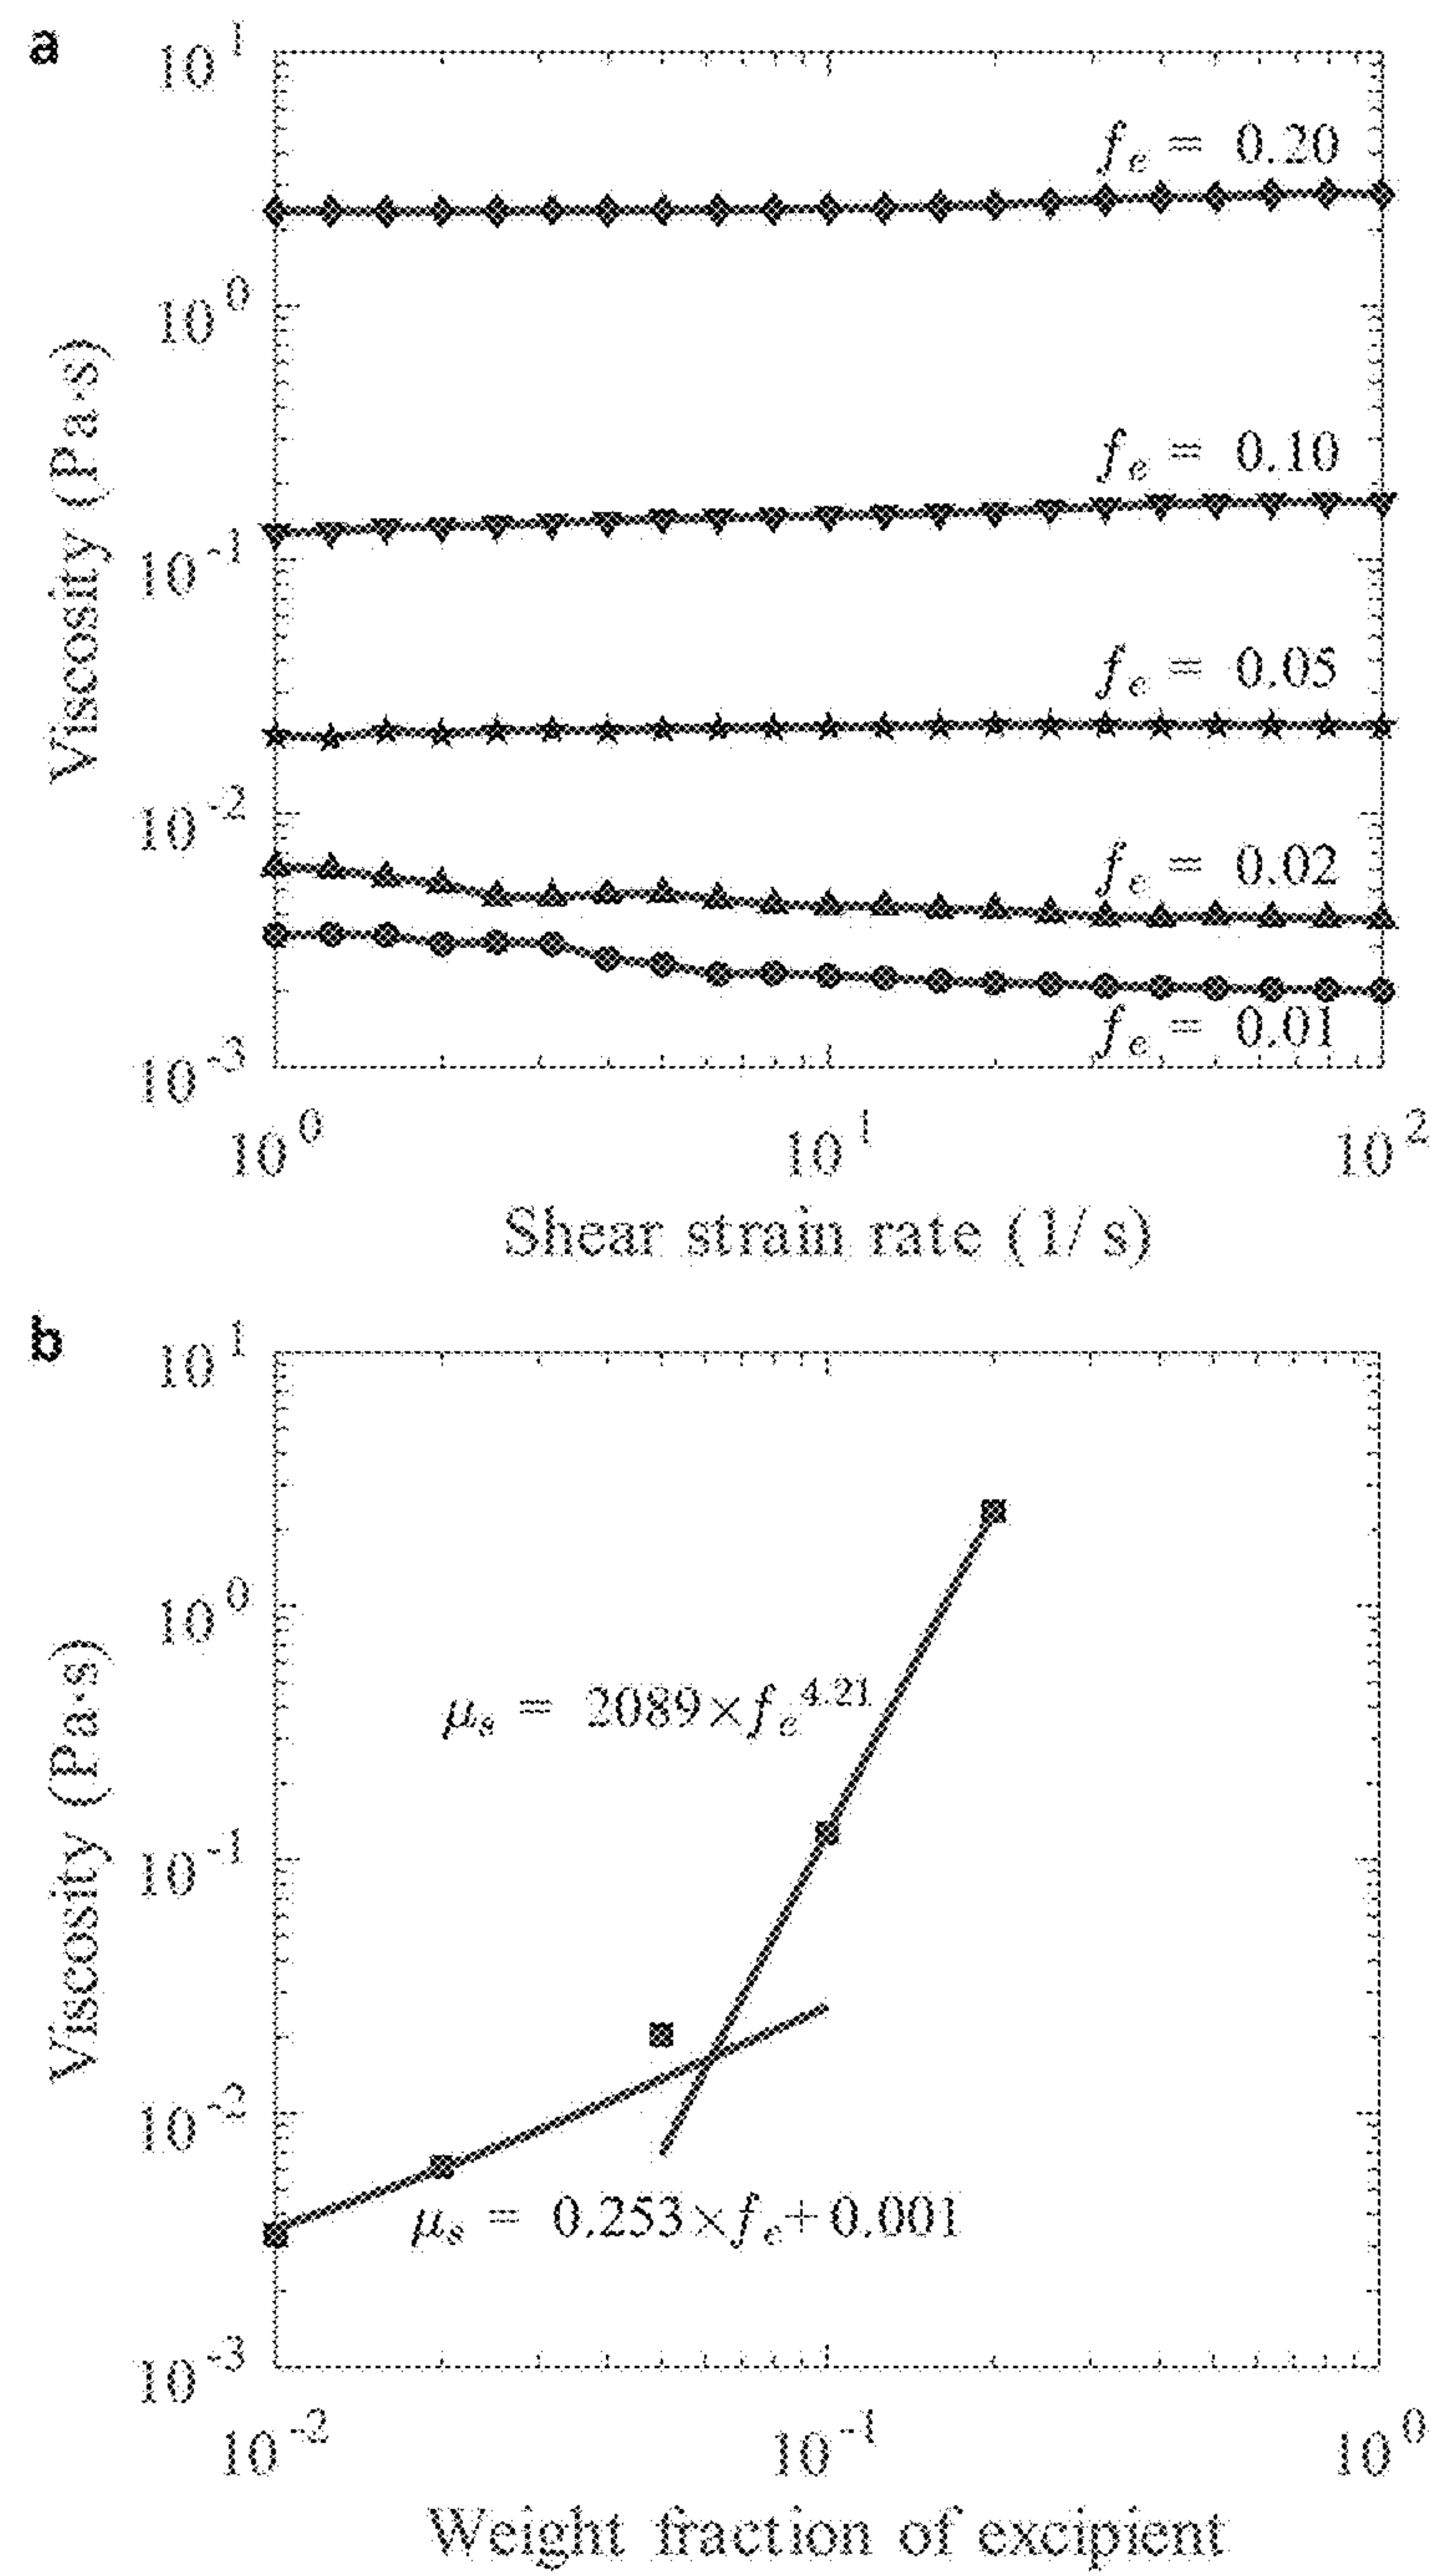 a
10^1
f_e = 0.20
10^0
f_e = 0.10
10^-1
f_e = 0.05
10^-2
f_e = 0.02
f_e = 0.01
10^-3
10^0 10^1 10^2
Viscosity (Pa·s)
Shear strain rate (1/s)
b
10^1
10^0
μ_s = 2089×f_e^4.21
10^-1
10^-2
μ_s = 0.253×f_e+0.001
10^-3
10^-2 10^-1 10^0
Viscosity (Pa·s)
Weight fraction of excipient